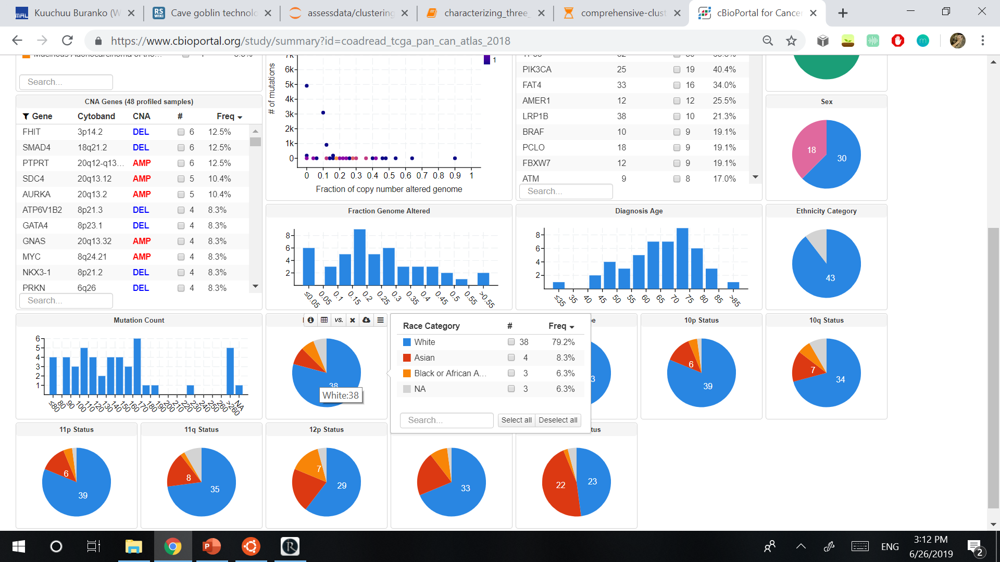 Kuuchuu Buranko (W
Cave goblin technolo
assessdata/clustering
characterizing_three_
comprehensive-clust
cBioPortal for Cancer
https://www.cbioportal.org/study/summary?id=coadread_tcga_pan_can_atlas_2018
Search...
CNA Genes (48 profiled samples)
Gene Cytoband CNA # Freq
FHIT 3p14.2 DEL 6 12.5%
SMAD4 18q21.2 DEL 6 12.5%
PTPRT 20q12-q13... AMP 6 12.5%
SDC4 20q13.12 AMP 5 10.4%
AURKA 20q13.2 AMP 5 10.4%
ATP6V1B2 8p21.3 DEL 4 8.3%
GATA4 8p23.1 DEL 4 8.3%
GNAS 20q13.32 AMP 4 8.3%
MYC 8q24.21 AMP 4 8.3%
NKX3-1 8p21.2 DEL 4 8.3%
PRKN 6q26 DEL 4 8.3%
Search...
# of mutations
7k
6k
5k
4k
3k
2k
1k
0
0 0.1 0.2 0.3 0.4 0.5 0.6 0.7 0.8 0.9 1
Fraction of copy number altered genome
1
PIK3CA 25 19 40.4%
FAT4 33 16 34.0%
AMER1 12 12 25.5%
LRP1B 38 10 21.3%
BRAF 10 9 19.1%
PCLO 18 9 19.1%
FBXW7 12 9 19.1%
ATM 9 8 17.0%
Search...
Sex
18
30
Fraction Genome Altered
8
6
4
2
≤0.05 0.05 0.1 0.15 0.2 0.25 0.3 0.35 0.4 0.45 0.5 0.55 >0.55
Diagnosis Age
8
6
4
2
≤35 35 40 45 50 55 60 65 70 75 80 85 >85
Ethnicity Category
43
Mutation Count
6
5
4
3
2
1
≤80 80 90 100 110 120 130 140 150 160 170 180 190 200 210 220 230 240 250 260 >260 NA
vs.
38
White:38
Race Category # Freq
White 38 79.2%
Asian 4 8.3%
Black or African A... 3 6.3%
NA 3 6.3%
Search...
Select all
Deselect all
3
10p Status
6
39
10q Status
7
34
11p Status
6
39
11q Status
8
35
12p Status
7
29
33
tus
22
23
ENG
3:12 PM
6/26/2019
2